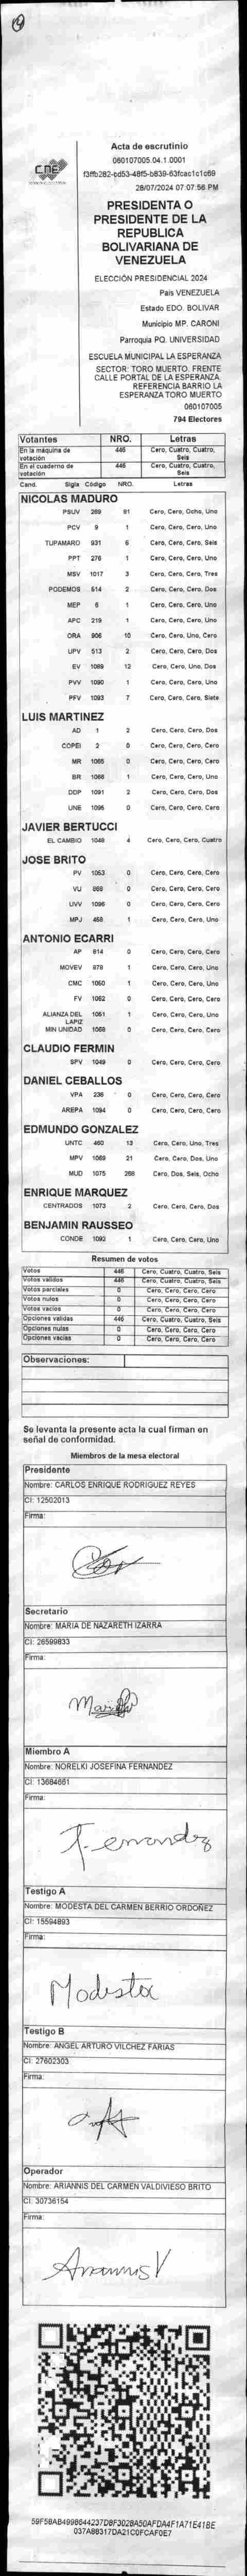 CNE
Acta de escrutinio
060107005.04.1.0001
f3ffb282-bd53-48f5-b839-63fcac1c1c69
28/07/2024 07:07:56 PM
PRESIDENTA O
PRESIDENTE DE LA
REPUBLICA
BOLIVARIANA DE
VENEZUELA
ELECCIÓN PRESIDENCIAL 2024
País VENEZUELA
Estado EDO. BOLIVAR
Municipio MP. CARONI
Parroquia PQ. UNIVERSIDAD
ESCUELA MUNICIPAL LA ESPERANZA
SECTOR: TORO MUERTO. FRENTE
CALLE PORTAL DE LA ESPERANZA.
REFERENCIA BARRIO LA
ESPERANZA TORO MUERTO
060107005
794 Electores
Votantes NRO. Letras
En la máquina de votación 446 Cero, Cuatro, Cuatro, Seis
En el cuaderno de votación 446 Cero, Cuatro, Cuatro, Seis
Cand. Sigla Código NRO. Letras
NICOLAS MADURO
PSUV 269 81 Cero, Cero, Ocho, Uno
PCV 9 1 Cero, Cero, Cero, Uno
TUPAMARO 931 6 Cero, Cero, Cero, Seis
PPT 276 1 Cero, Cero, Cero, Uno
MSV 1017 3 Cero, Cero, Cero, Tres
PODEMOS 514 2 Cero, Cero, Cero, Dos
MEP 6 1 Cero, Cero, Cero, Uno
APC 219 1 Cero, Cero, Cero, Uno
ORA 906 10 Cero, Cero, Uno, Cero
UPV 513 2 Cero, Cero, Cero, Dos
EV 1089 12 Cero, Cero, Uno, Dos
PVV 1090 1 Cero, Cero, Cero, Uno
PFV 1093 7 Cero, Cero, Cero, Siete
LUIS MARTINEZ
AD 1 2 Cero, Cero, Cero, Dos
COPEI 2 0 Cero, Cero, Cero, Cero
MR 1065 0 Cero, Cero, Cero, Cero
BR 1066 1 Cero, Cero, Cero, Uno
DDP 1091 2 Cero, Cero, Cero, Dos
UNE 1095 0 Cero, Cero, Cero, Cero
JAVIER BERTUCCI
EL CAMBIO 1048 4 Cero, Cero, Cero, Cuatro
JOSE BRITO
PV 1053 0 Cero, Cero, Cero, Cero
VU 868 0 Cero, Cero, Cero, Cero
UVV 1096 0 Cero, Cero, Cero, Cero
MPJ 458 1 Cero, Cero, Cero, Uno
ANTONIO ECARRI
AP 814 0 Cero, Cero, Cero, Cero
MOVEV 879 1 Cero, Cero, Cero, Uno
CMC 1050 1 Cero, Cero, Cero, Uno
FV 1062 0 Cero, Cero, Cero, Cero
ALIANZA DEL LAPIZ 1051 1 Cero, Cero, Cero, Uno
MIN UNIDAD 1068 0 Cero, Cero, Cero, Cero
CLAUDIO FERMIN
SPV 1049 0 Cero, Cero, Cero, Cero
DANIEL CEBALLOS
VPA 236 0 Cero, Cero, Cero, Cero
AREPA 1094 0 Cero, Cero, Cero, Cero
EDMUNDO GONZALEZ
UNTC 460 13 Cero, Cero, Uno, Tres
MPV 1069 21 Cero, Cero, Dos, Uno
MUD 1075 268 Cero, Dos, Seis, Ocho
ENRIQUE MARQUEZ
CENTRADOS 1073 2 Cero, Cero, Cero, Dos
BENJAMIN RAUSSEO
CONDE 1092 1 Cero, Cero, Cero, Uno
Resumen de votos
Votos 446 Cero, Cuatro, Cuatro, Seis
Votos validos 446 Cero, Cuatro, Cuatro, Seis
Votos parciales 0 Cero, Cero, Cero, Cero
Votos nulos 0 Cero, Cero, Cero, Cero
Votos vacios 0 Cero, Cero, Cero, Cero
Opciones validas 446 Cero, Cuatro, Cuatro, Seis
Opciones nulas 0 Cero, Cero, Cero, Cero
Opciones vacias 0 Cero, Cero, Cero, Cero
Observaciones:
Se levanta la presente acta la cual firman en
señal de conformidad.
Miembros de la mesa electoral
Presidente
Nombre: CARLOS ENRIQUE RODRIGUEZ REYES
CI: 12502013
Firma:
Secretario
Nombre: MARIA DE NAZARETH IZARRA
CI: 26599833
Firma:
Miembro A
Nombre: NORELKI JOSEFINA FERNANDEZ
CI: 13684661
Firma:
Fernandez
Testigo A
Nombre: MODESTA DEL CARMEN BERRIO ORDOÑEZ
CI: 15594893
Firma:
Modesta
Testigo B
Nombre: ANGEL ARTURO VILCHEZ FARIAS
CI: 27602303
Firma:
Operador
Nombre: ARIANNIS DEL CARMEN VALDIVIESO BRITO
CI: 30736154
Firma:
Ariannis V
59F58AB4998644237D8F302BA50AFDA4F1A71E41BE
037A88317DA21C0FCAF0E7